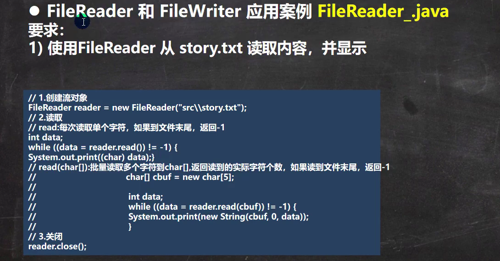 ● FileReader 和 FileWriter 应用案例 FileReader_.java
要求：
1) 使用FileReader 从 story.txt 读取内容，并显示
// 1.创建流对象
FileReader reader = new FileReader("src\\story.txt");
// 2.读取
// read:每次读取单个字符，如果到文件末尾，返回-1
int data;
while ((data = reader.read()) != -1) {
System.out.print((char) data);}
// read(char[]):批量读取多个字符到char[],返回读到的实际字符个数，如果读到文件末尾，返回-1
// char[] cbuf = new char[5];
//
// int data;
// while ((data = reader.read(cbuf)) != -1) {
// System.out.print(new String(cbuf, 0, data));
// }
// 3.关闭
reader.close();